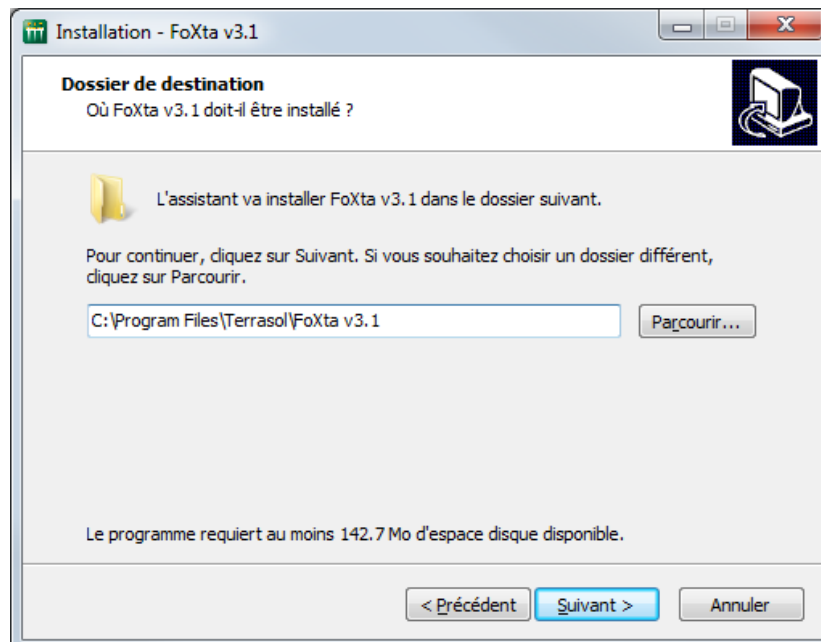 Installation - FoXta v3.1
Dossier de destination
Où FoXta v3.1 doit-il être installé ?
L'assistant va installer FoXta v3.1 dans le dossier suivant.
Pour continuer, cliquez sur Suivant. Si vous souhaitez choisir un dossier différent,
cliquez sur Parcourir.
C:\Program Files\Terrasol\FoXta v3.1
Parcourir...
Le programme requiert au moins 142.7 Mo d'espace disque disponible.
< Précédent
Suivant >
Annuler